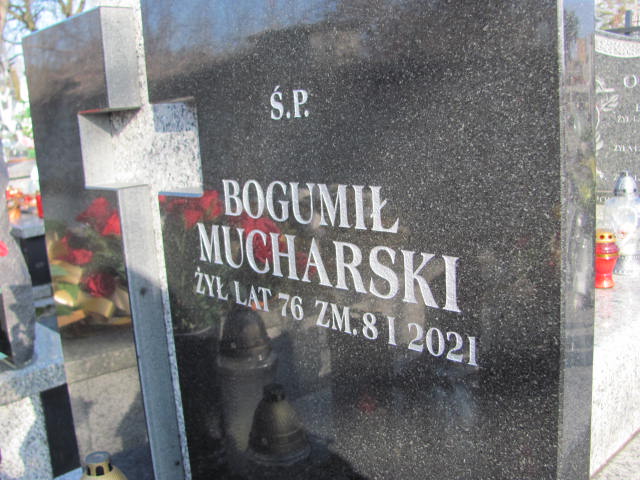 Ś.P.
BOGUMIŁ
MUCHARSKI
ŻYŁ LAT 76 ZM. 8 I 2021